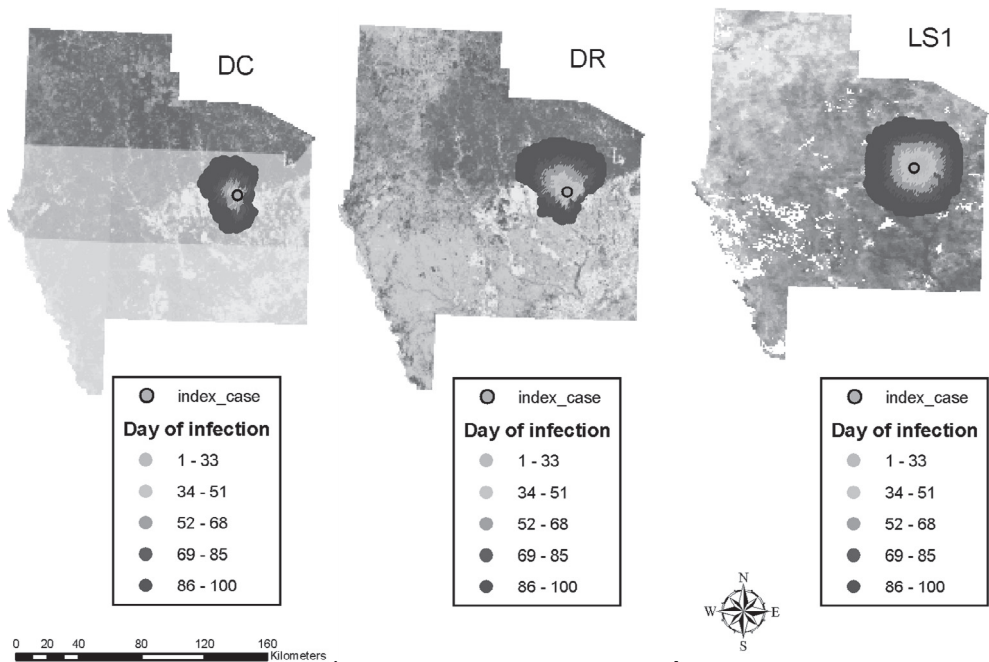 DC
DR
LS1
index_case
Day of infection
1 - 33
34 - 51
52 - 68
69 - 85
86 - 100
index_case
Day of infection
1 - 33
34 - 51
52 - 68
69 - 85
86 - 100
index_case
Day of infection
1 - 33
34 - 51
52 - 68
69 - 85
86 - 100
N
W E
S
0 20 40 80 120 160
Kilometers